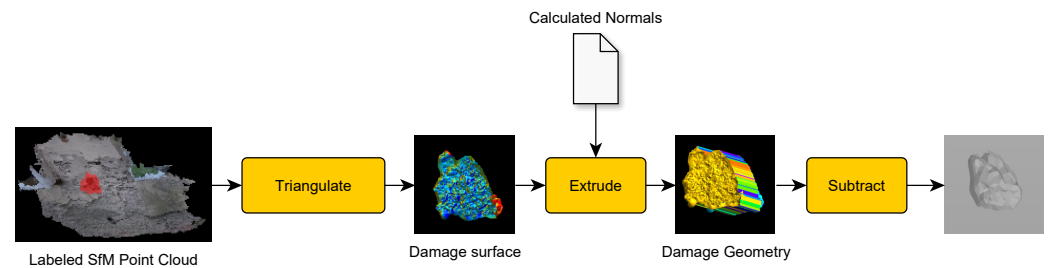 Calculated Normals
Triangulate
Extrude
Subtract
Damage surface
Damage Geometry
Labeled SfM Point Cloud